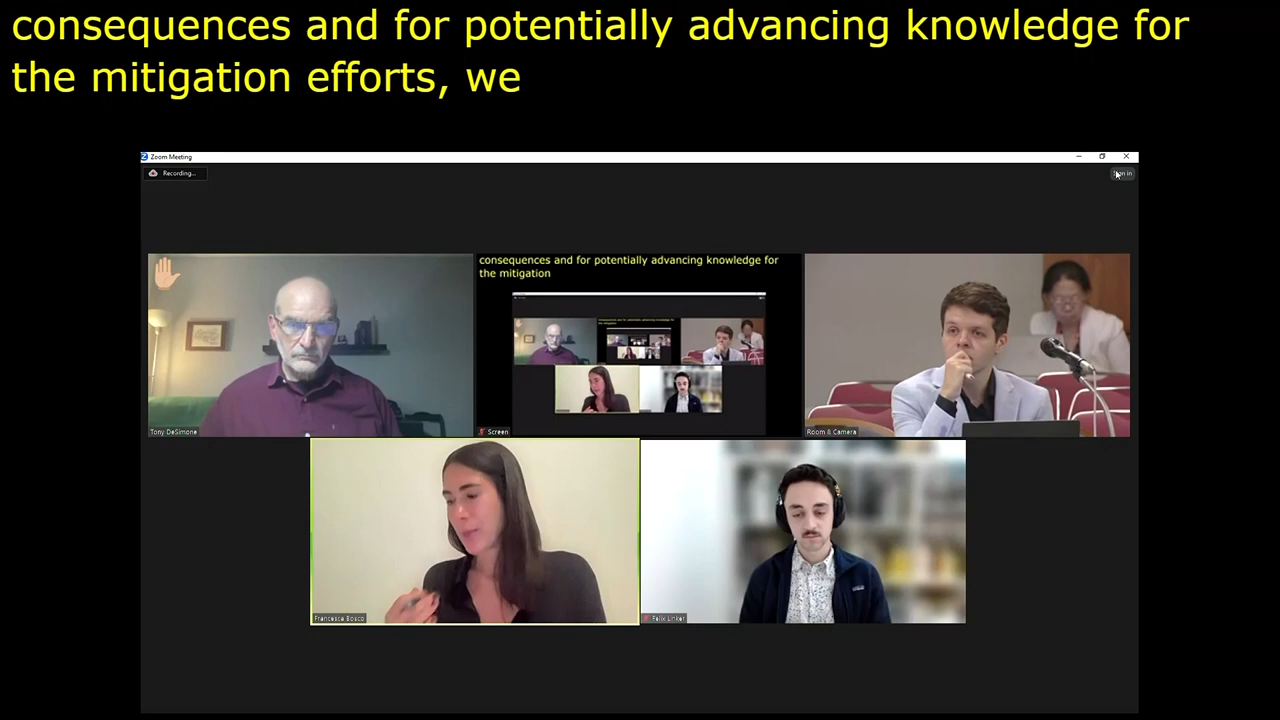 consequences and for potentially advancing knowledge for
the mitigation efforts, we
Zoom Meeting
Recording...
consequences and for potentially advancing knowledge for
the mitigation
Tony DeSimone
Screen
Room B Camera
Francesca Bosco
Felix Linker